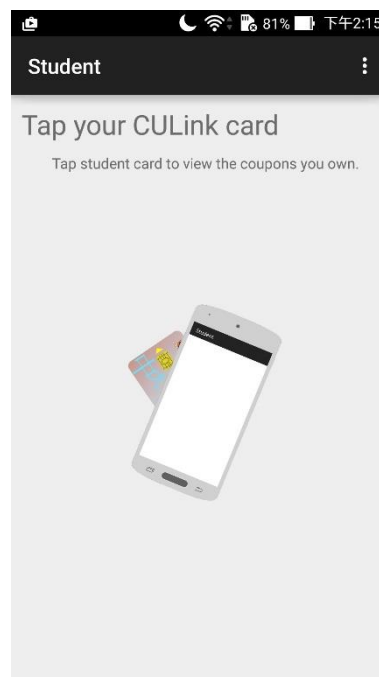 81% 下午2:15
Student
Tap your CULink card
Tap student card to view the coupons you own.
Student